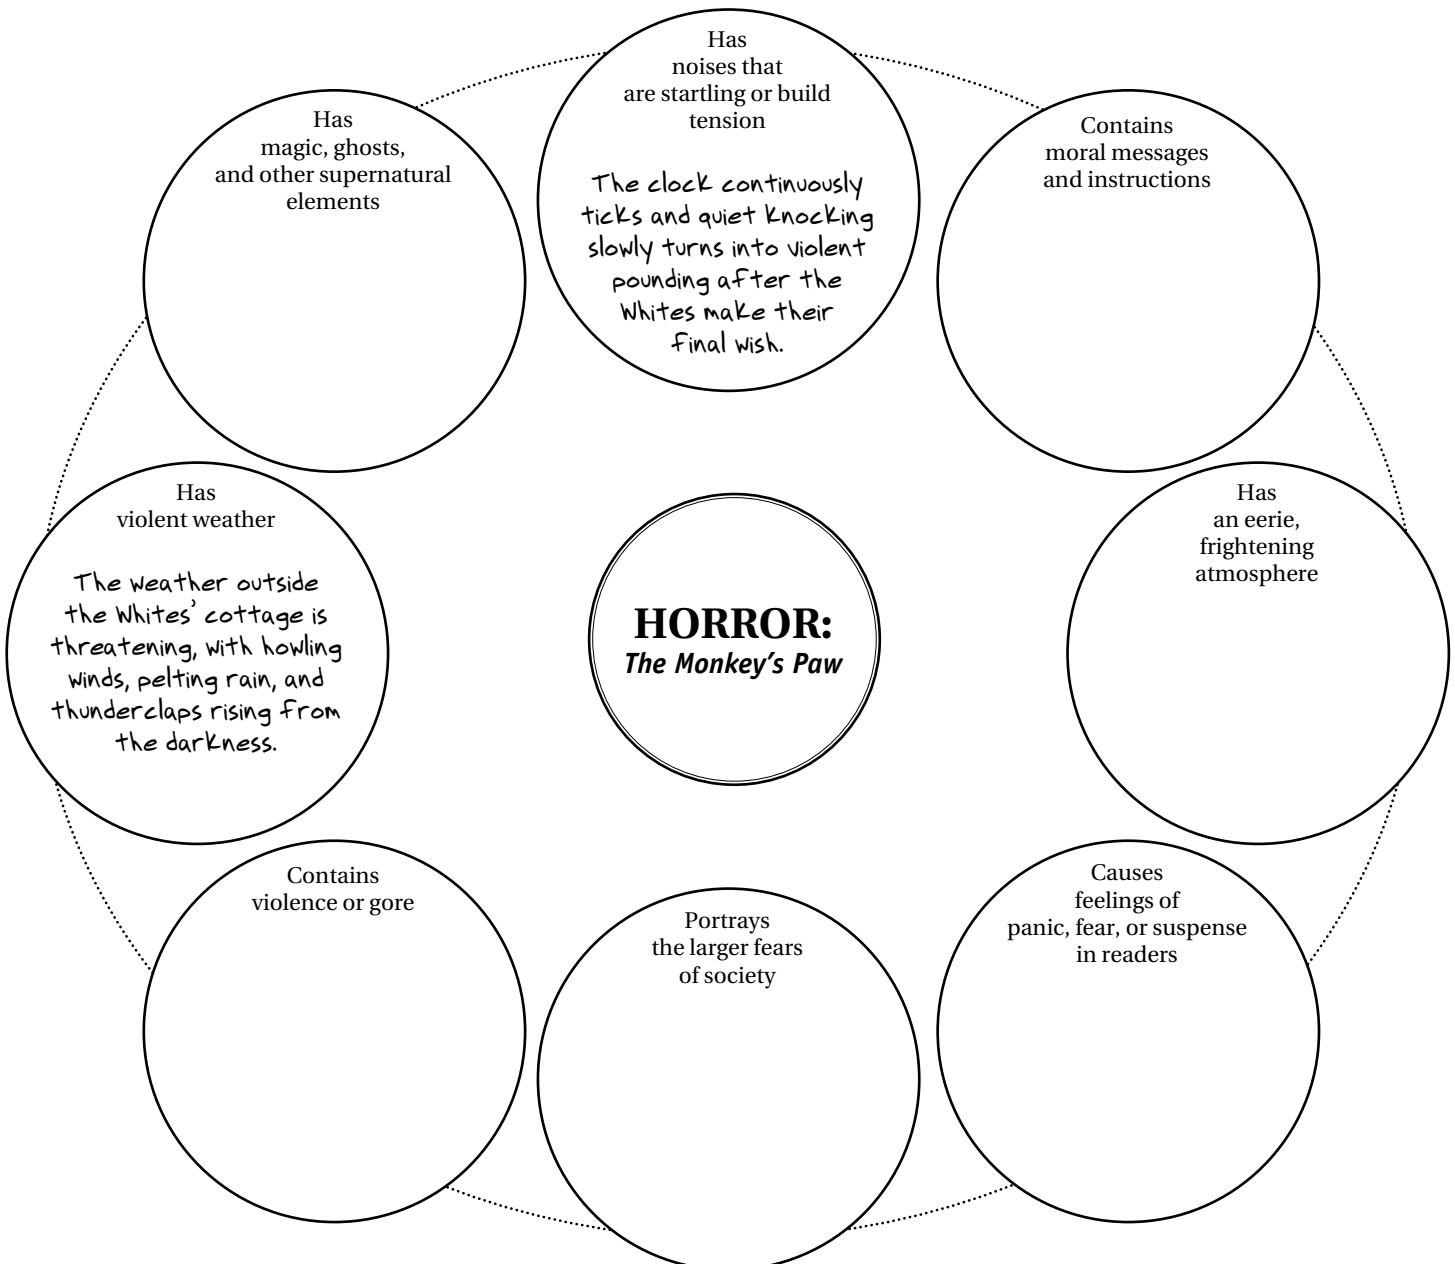 Has
noises that
are startling or build
tension
The clock continuously
ticks and quiet knocking
slowly turns into violent
pounding after the
Whites make their
final wish.
Has
magic, ghosts,
and other supernatural
elements
Contains
moral messages
and instructions
Has
violent weather
The weather outside
the Whites' cottage is
threatening, with howling
winds, pelting rain, and
thunderclaps rising from
the darkness.
HORROR:
The Monkey's Paw
Has
an eerie,
frightening
atmosphere
Contains
violence or gore
Portrays
the larger fears
of society
Causes
feelings of
panic, fear, or suspense
in readers